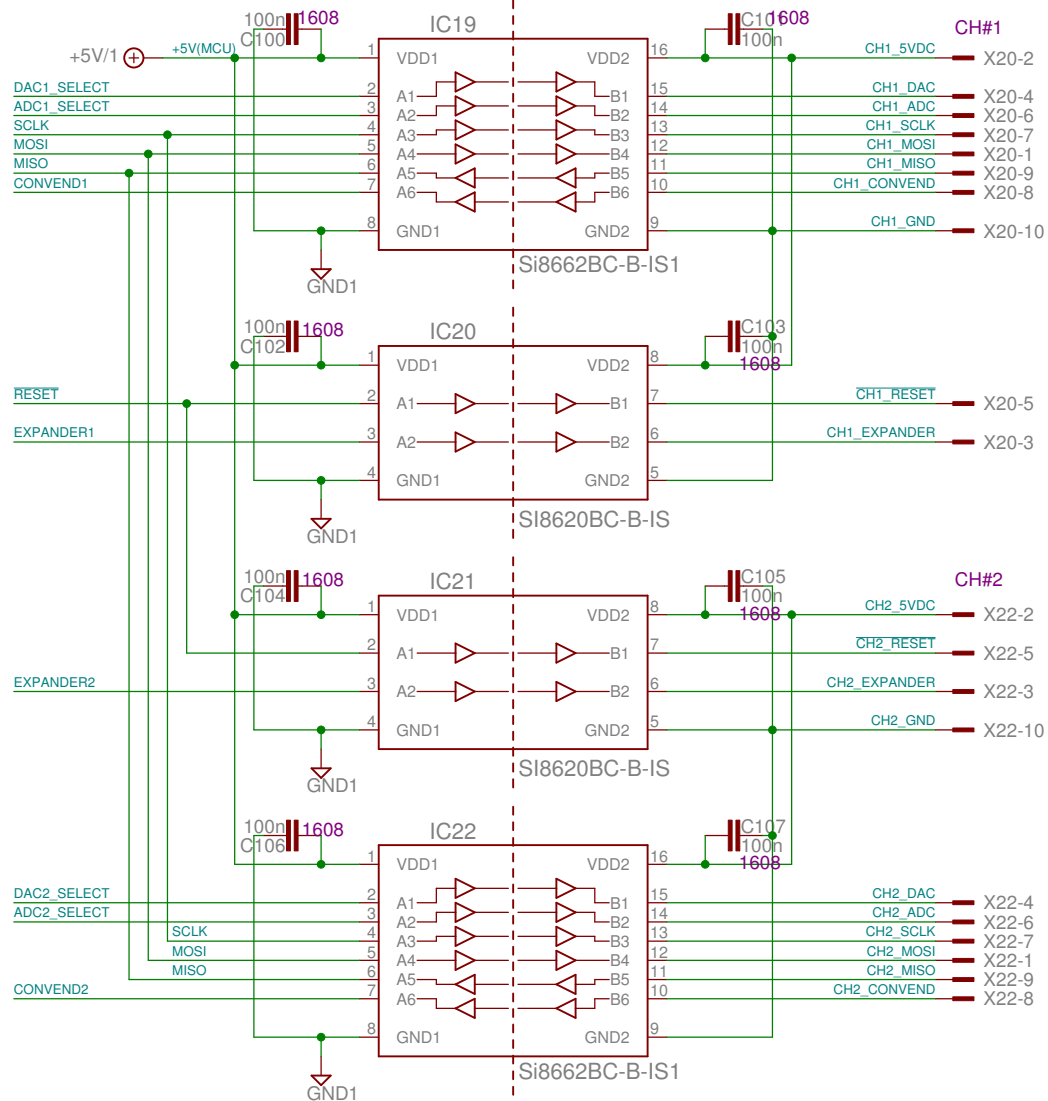 100n 1608
C100
IC19
C101 1608
100n
CH#1
+5V/1
+5V(MCU)
1 VDD1 VDD2 16 CH1_5VDC X20-2
DAC1_SELECT 2 A1 B1 15 CH1_DAC X20-4
ADC1_SELECT 3 A2 B2 14 CH1_ADC X20-6
SCLK 4 A3 B3 13 CH1_SCLK X20-7
MOSI 5 A4 B4 12 CH1_MOSI X20-1
MISO 6 A5 B5 11 CH1_MISO X20-9
CONVEND1 7 A6 B6 10 CH1_CONVEND X20-8
8 GND1 GND2 9 CH1_GND X20-10
Si8662BC-B-IS1
GND1
100n 1608
C102
IC20
C103
100n
1608
1 VDD1 VDD2 8
RESET 2 A1 B1 7 CH1_RESET X20-5
EXPANDER1 3 A2 B2 6 CH1_EXPANDER X20-3
4 GND1 GND2 5
SI8620BC-B-IS
GND1
100n 1608
C104
IC21
C105
100n
1608
CH#2
1 VDD1 VDD2 8 CH2_5VDC X22-2
2 A1 B1 7 CH2_RESET X22-5
EXPANDER2 3 A2 B2 6 CH2_EXPANDER X22-3
4 GND1 GND2 5 CH2_GND X22-10
SI8620BC-B-IS
GND1
100n 1608
C106
IC22
C107
100n
1608
1 VDD1 VDD2 16
DAC2_SELECT 2 A1 B1 15 CH2_DAC X22-4
ADC2_SELECT 3 A2 B2 14 CH2_ADC X22-6
SCLK 4 A3 B3 13 CH2_SCLK X22-7
MOSI 5 A4 B4 12 CH2_MOSI X22-1
MISO 6 A5 B5 11 CH2_MISO X22-9
CONVEND2 7 A6 B6 10 CH2_CONVEND X22-8
8 GND1 GND2 9
Si8662BC-B-IS1
GND1